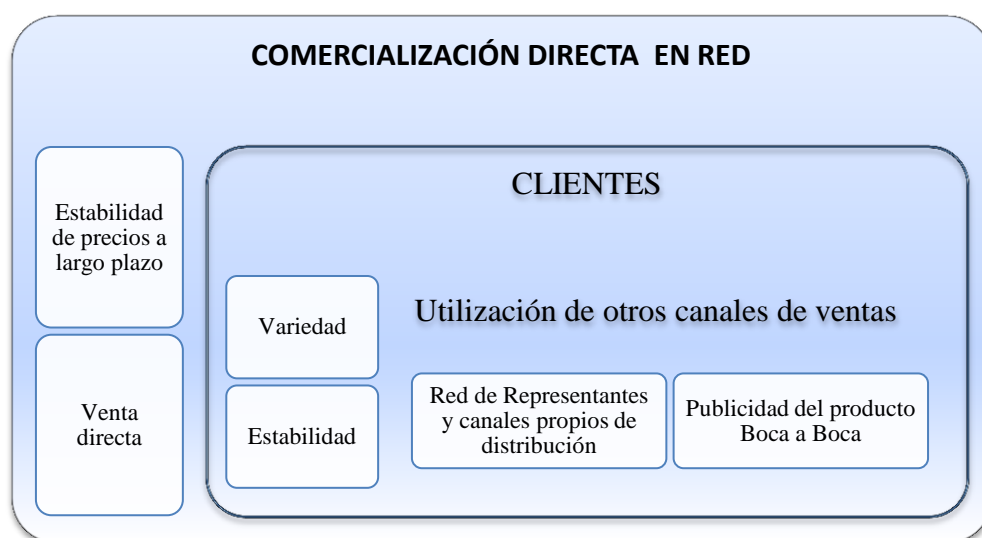 COMERCIALIZACIÓN DIRECTA EN RED
Estabilidad
de precios a
largo plazo
Venta
directa
CLIENTES
Variedad
Estabilidad
Utilización de otros canales de ventas
Red de Representantes
y canales propios de
distribución
Publicidad del producto
Boca a Boca